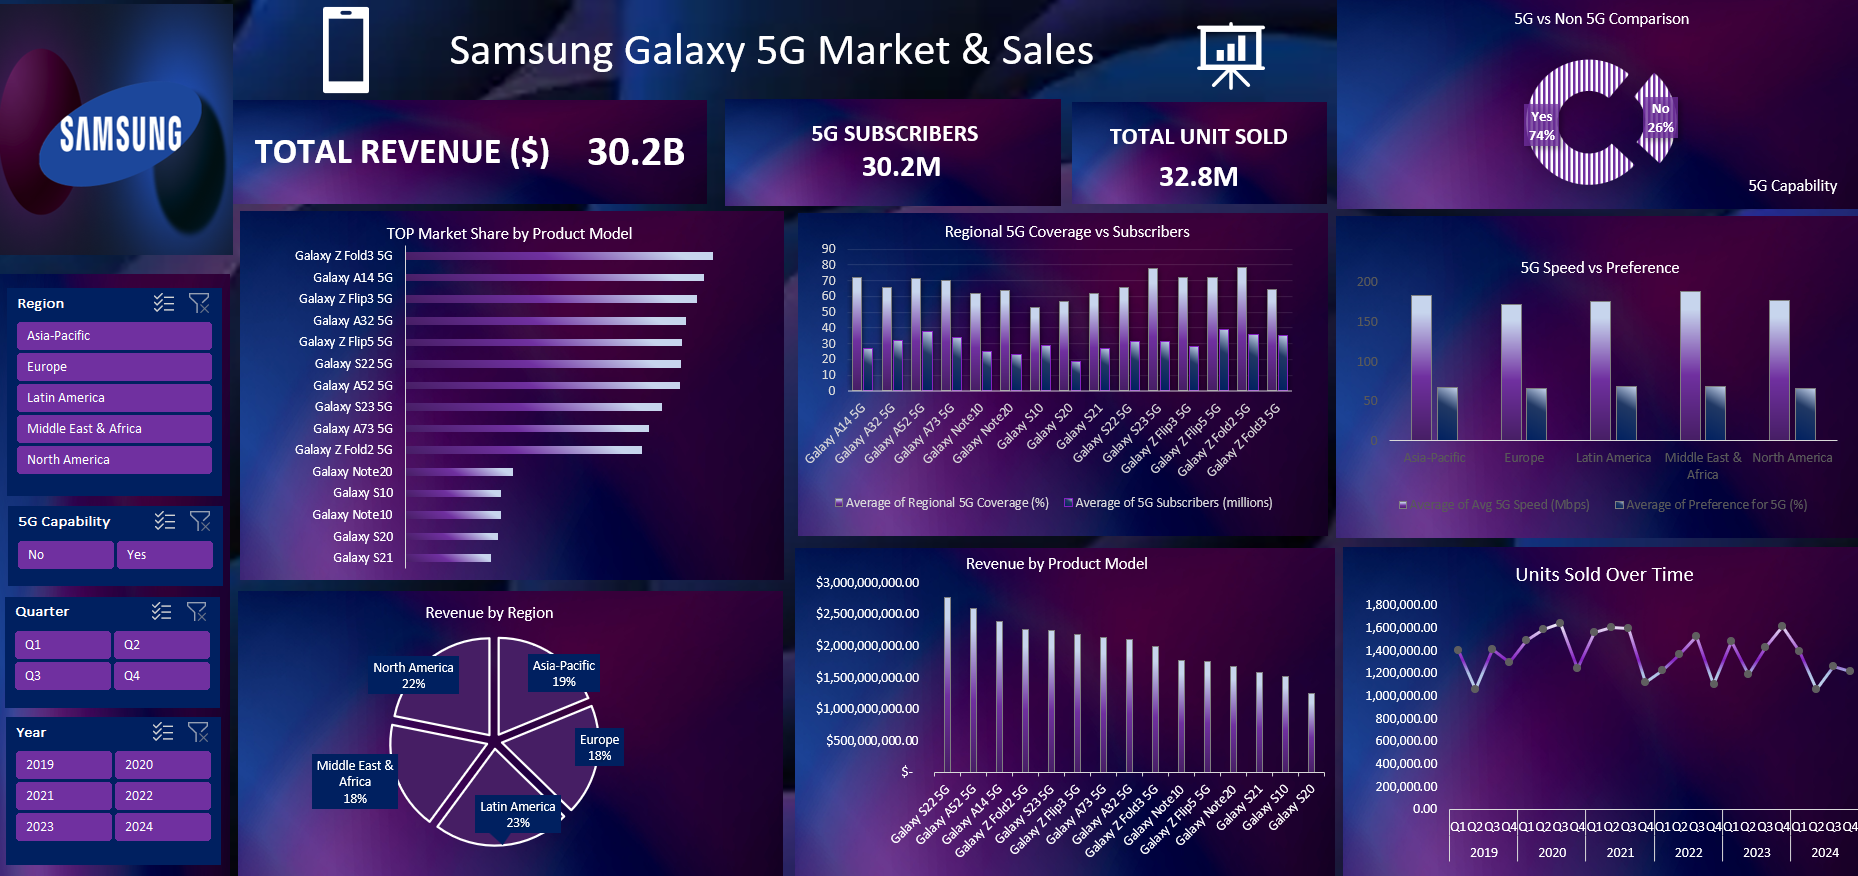 SAMSUNG
Samsung Galaxy 5G Market & Sales
TOTAL REVENUE ($) 30.2B
5G SUBSCRIBERS
30.2M
TOTAL UNIT SOLD
32.8M
5G vs Non 5G Comparison
Yes
74%
No
26%
5G Capability
Region
Asia-Pacific
Europe
Latin America
Middle East & Africa
North America
5G Capability
No Yes
Quarter
Q1 Q2
Q3 Q4
Year
2019 2020
2021 2022
2023 2024
TOP Market Share by Product Model
Galaxy Z Fold3 5G
Galaxy A14 5G
Galaxy Z Flip3 5G
Galaxy A32 5G
Galaxy Z Flip5 5G
Galaxy S22 5G
Galaxy A52 5G
Galaxy S23 5G
Galaxy A73 5G
Galaxy Z Fold2 5G
Galaxy Note20
Galaxy S10
Galaxy Note10
Galaxy S20
Galaxy S21
Regional 5G Coverage vs Subscribers
90
80
70
60
50
40
30
20
10
0
Galaxy A14 5G
Galaxy A32 5G
Galaxy A52 5G
Galaxy A73 5G
Galaxy Note10
Galaxy Note20
Galaxy S10
Galaxy S20
Galaxy S21
Galaxy S22 5G
Galaxy S23 5G
Galaxy Z Flip3 5G
Galaxy Z Flip5 5G
Galaxy Z Fold2 5G
Galaxy Z Fold3 5G
Average of Regional 5G Coverage (%) Average of 5G Subscribers (millions)
5G Speed vs Preference
200
150
100
50
0
Asia-Pacific Europe Latin America Middle East & North America
Africa
Average of Avg 5G Speed (Mbps) Average of Preference for 5G (%)
Revenue by Region
North America
22%
Asia-Pacific
19%
Europe
18%
Middle East &
Africa
18%
Latin America
23%
Revenue by Product Model
$3,000,000,000.00
$2,500,000,000.00
$2,000,000,000.00
$1,500,000,000.00
$1,000,000,000.00
$500,000,000.00
$-
Galaxy S22 5G
Galaxy A52 5G
Galaxy A14 5G
Galaxy Z Fold2 5G
Galaxy S23 5G
Galaxy Z Flip3 5G
Galaxy A73 5G
Galaxy A32 5G
Galaxy Z Fold3 5G
Galaxy Note10
Galaxy Z Flip5 5G
Galaxy Note20
Galaxy S21
Galaxy S10
Galaxy S20
Units Sold Over Time
1,800,000.00
1,600,000.00
1,400,000.00
1,200,000.00
1,000,000.00
800,000.00
600,000.00
400,000.00
200,000.00
0.00
Q1 Q2 Q3 Q4 Q1 Q2 Q3 Q4 Q1 Q2 Q3 Q4 Q1 Q2 Q3 Q4 Q1 Q2 Q3 Q4 Q1 Q2 Q3 Q4
2019 2020 2021 2022 2023 2024